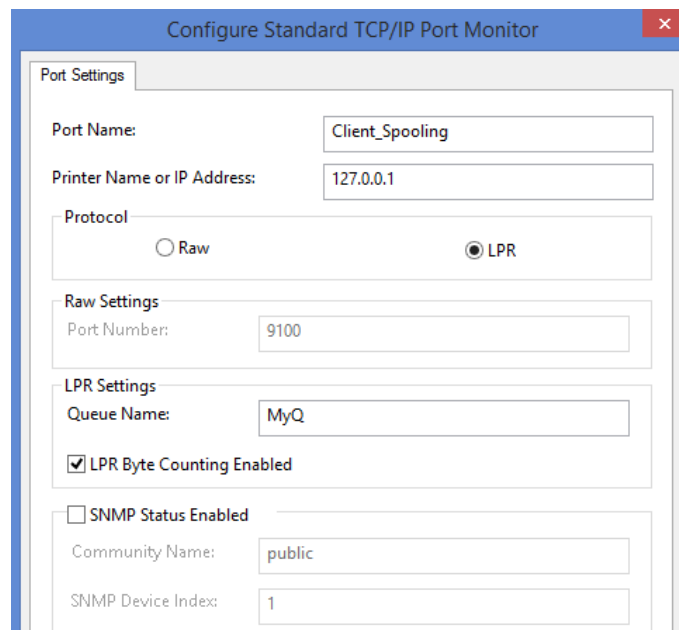 Configure Standard TCP/IP Port Monitor
Port Settings
Port Name: Client_Spooling
Printer Name or IP Address: 127.0.0.1
Protocol
Raw LPR
Raw Settings
Port Number: 9100
LPR Settings
Queue Name: MyQ
LPR Byte Counting Enabled
SNMP Status Enabled
Community Name: public
SNMP Device Index: 1